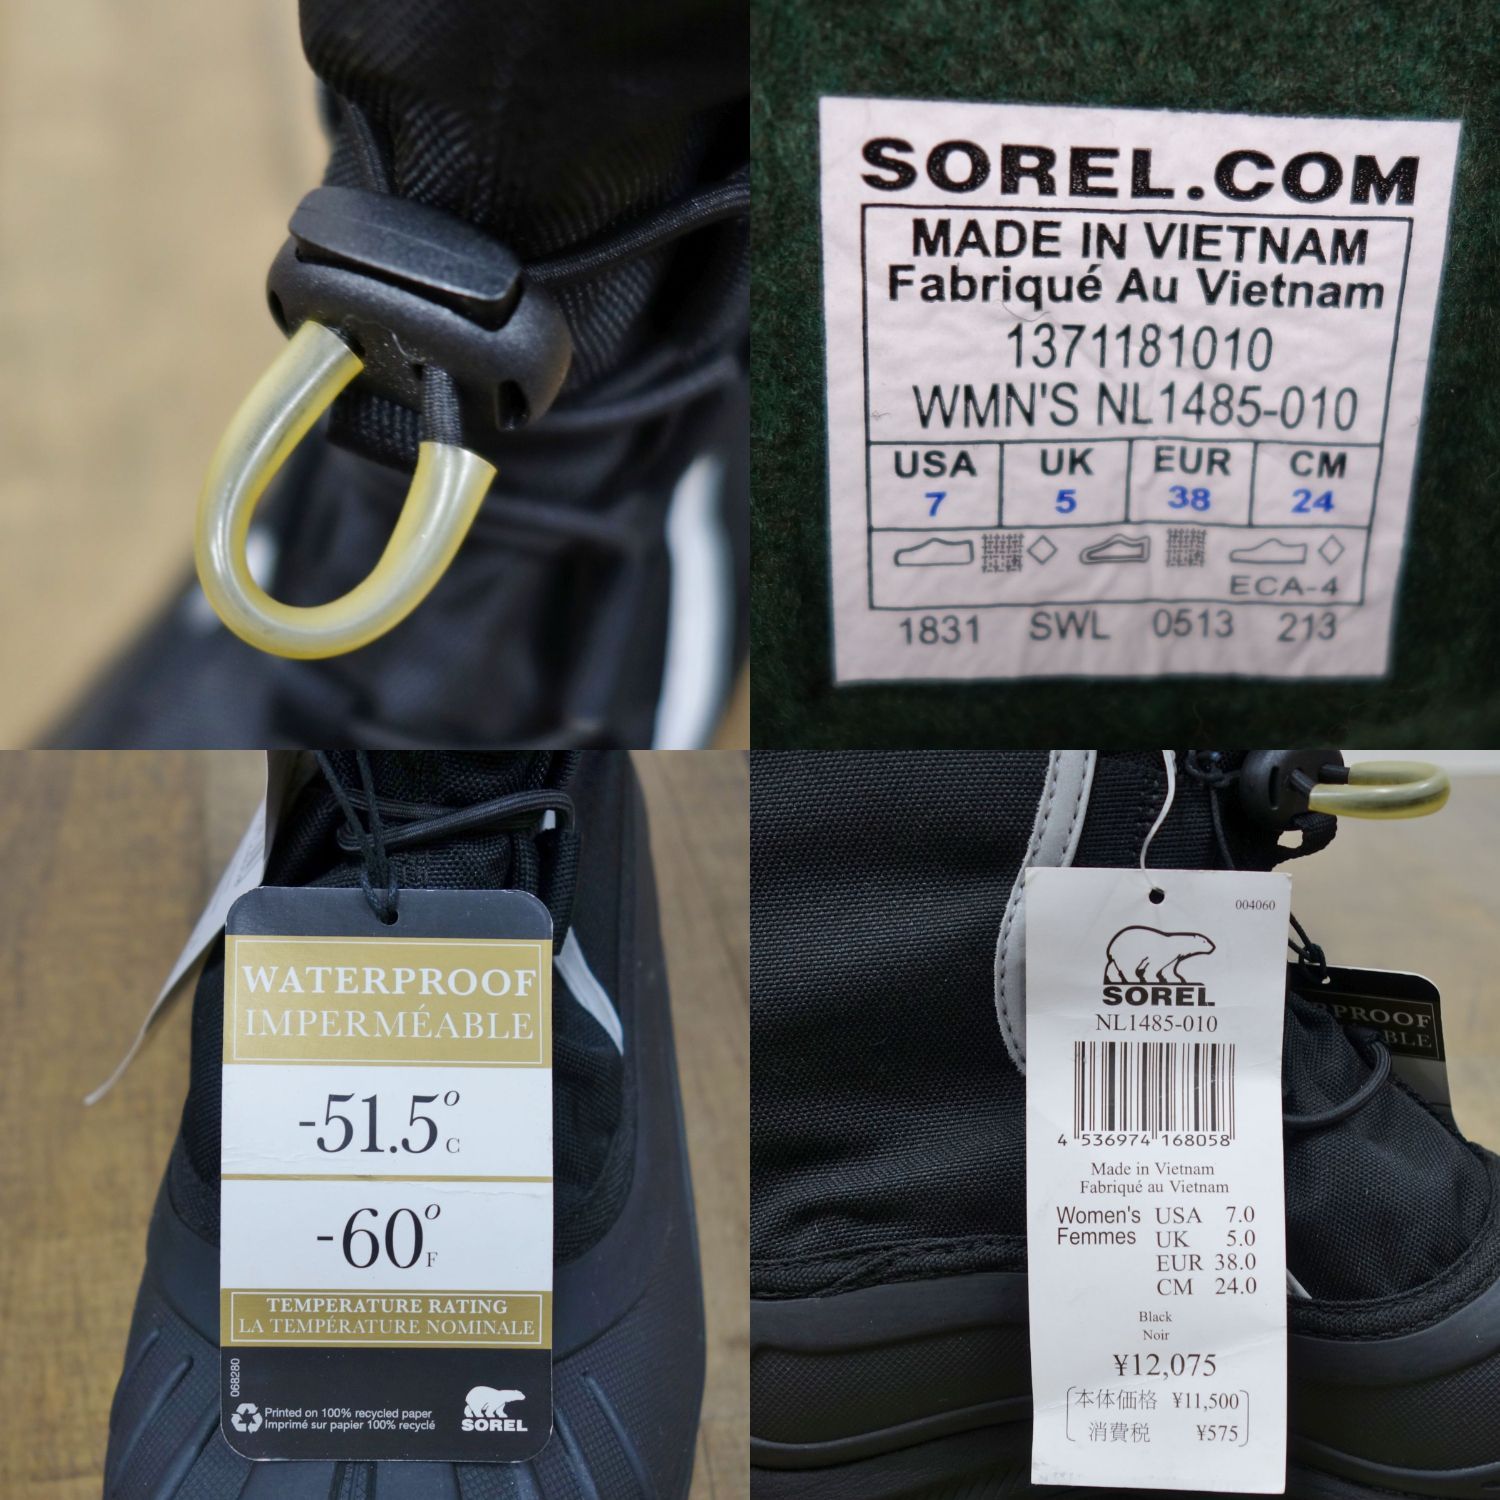 SOREL.COM
MADE IN VIETNAM
Fabriqué Au Vietnam
1371181010
WMN'S NL1485-010
USA UK EUR CM
7 5 38 24
ECA-4
1831 SWL 0513 213
WATERPROOF
IMPERMÉABLE
-51.5° C
-60° F
TEMPERATURE RATING
LA TEMPÉRATURE NOMINALE
068280
Printed on 100% recycled paper
Imprimé sur papier 100% recyclé
SOREL
004060
SOREL
NL1485-010
4 536974 168058
Made in Vietnam
Fabriqué au Vietnam
Women's USA 7.0
Femmes UK 5.0
EUR 38.0
CM 24.0
Black
Noir
¥12,075
本体価格 ¥11,500
消費税 ¥575
PROOF
BLE